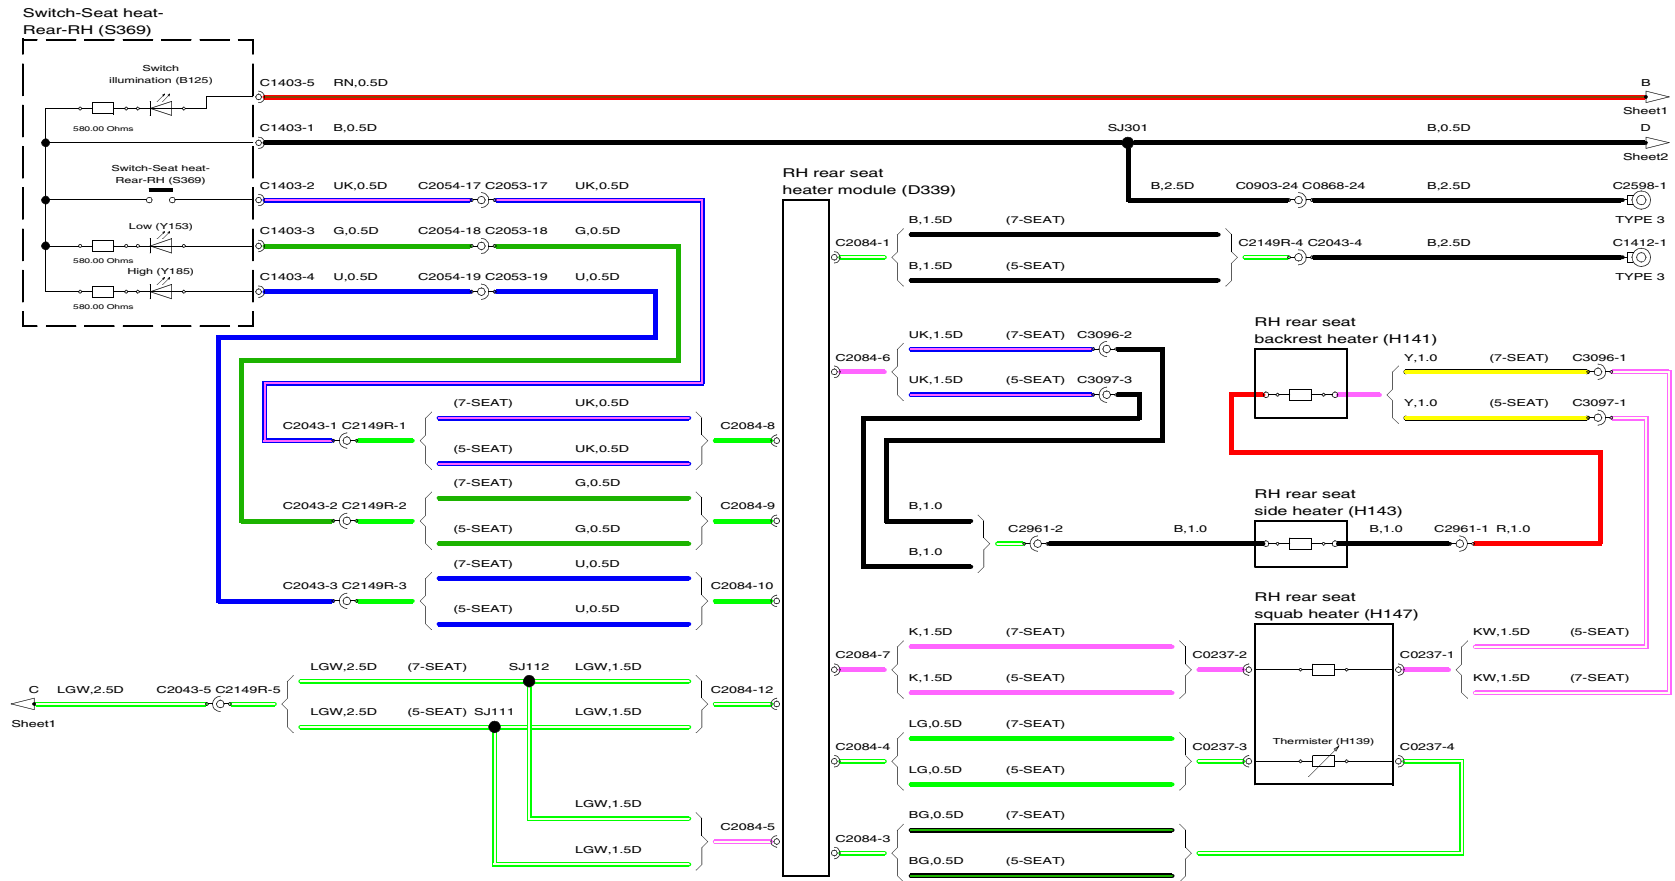 Switch-Seat heat-
Rear-RH (S369)
Switch
illumination (B125)
580.00 Ohms
C1403-5 RN,0.5D
B
Sheet1
C1403-1 B,0.5D
SJ301
B,0.5D
D
Sheet2
Switch-Seat heat-
Rear-RH (S369)
C1403-2 UK,0.5D
C2054-17 C2053-17
UK,0.5D
Low (Y153)
580.00 Ohms
C1403-3 G,0.5D
C2054-18 C2053-18
G,0.5D
High (Y185)
580.00 Ohms
C1403-4 U,0.5D
C2054-19 C2053-19
U,0.5D
RH rear seat
heater module (D339)
B,2.5D
C0903-24 C0868-24
B,2.5D
C2598-1
TYPE 3
C2084-1
B,1.5D (7-SEAT)
B,1.5D (5-SEAT)
C2149R-4 C2043-4
B,2.5D
C1412-1
TYPE 3
C2084-6
UK,1.5D (7-SEAT) C3096-2
UK,1.5D (5-SEAT) C3097-3
RH rear seat
backrest heater (H141)
Y,1.0 (7-SEAT) C3096-1
Y,1.0 (5-SEAT) C3097-1
C2043-1 C2149R-1
(7-SEAT) UK,0.5D
(5-SEAT) UK,0.5D
C2084-8
C2043-2 C2149R-2
(7-SEAT) G,0.5D
(5-SEAT) G,0.5D
C2084-9
C2043-3 C2149R-3
(7-SEAT) U,0.5D
(5-SEAT) U,0.5D
C2084-10
B,1.0
B,1.0
C2961-2
B,1.0
RH rear seat
side heater (H143)
B,1.0
C2961-1 R,1.0
RH rear seat
squab heater (H147)
C2084-7
K,1.5D (7-SEAT)
K,1.5D (5-SEAT)
C0237-2
C0237-1
KW,1.5D (5-SEAT)
KW,1.5D (7-SEAT)
C
Sheet1
LGW,2.5D
C2043-5 C2149R-5
LGW,2.5D (7-SEAT) SJ112 LGW,1.5D
LGW,2.5D (5-SEAT) SJ111 LGW,1.5D
C2084-12
C2084-4
LG,0.5D (7-SEAT)
LG,0.5D (5-SEAT)
C0237-3
Thermister (H139)
C0237-4
LGW,1.5D
LGW,1.5D
C2084-5
C2084-3
BG,0.5D (7-SEAT)
BG,0.5D (5-SEAT)